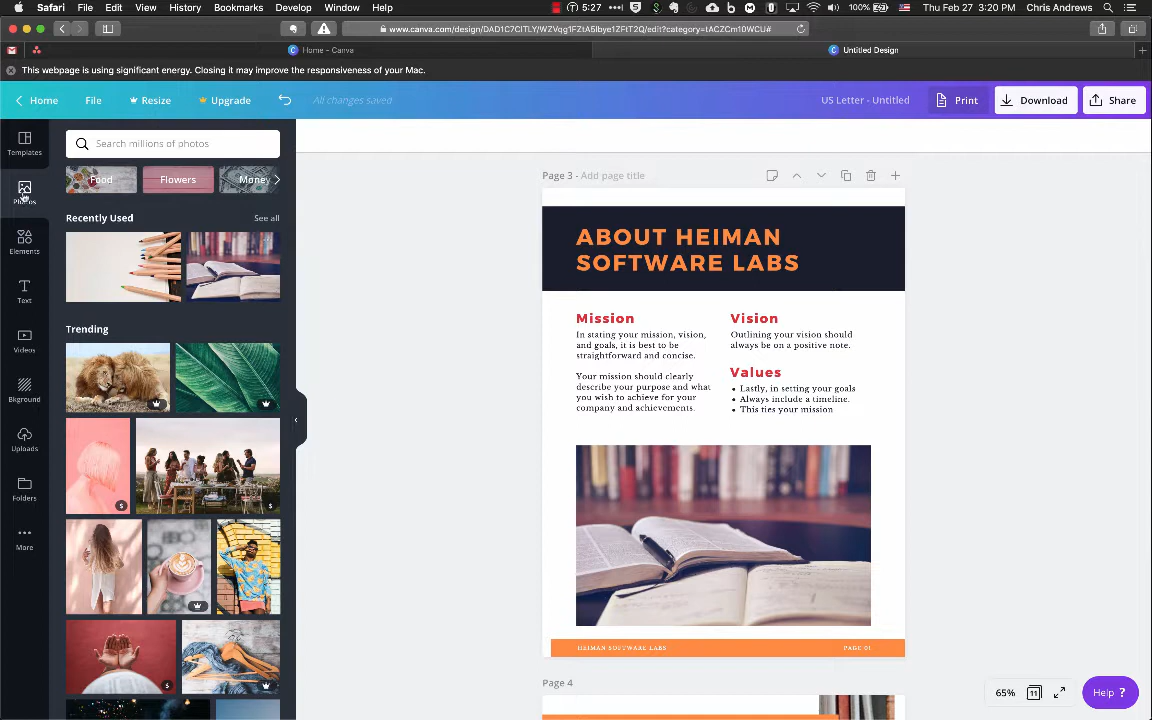 Safari File Edit View History Bookmarks Develop Window Help 5:27 100% Thu Feb 27 3:20 PM Chris Andrews
www.canva.com/design/DAD1C7CITLY/WZVqg1FZtA5lbye1ZFtT2Q/edit?category=tACZCm10WCU#
Home - Canva Untitled Design
This webpage is using significant energy. Closing it may improve the responsiveness of your Mac.
Home File Resize Upgrade All changes saved US Letter - Untitled Print Download Share
Templates
Photos
Elements
Text
Videos
Bkground
Uploads
Folders
More
Search millions of photos
Food Flowers Money
Recently Used See all
Trending
Page 3 - Add page title
ABOUT HEIMAN
SOFTWARE LABS
Mission
In stating your mission, vision,
and goals, it is best to be
straightforward and concise.
Your mission should clearly
describe your purpose and what
you wish to achieve for your
company and achievements.
Vision
Outlining your vision should
always be on a positive note.
Values
• Lastly, in setting your goals
• Always include a timeline.
• This ties your mission
HEIMAN SOFTWARE LABS PAGE 01
Page 4
65% 11 Help ?